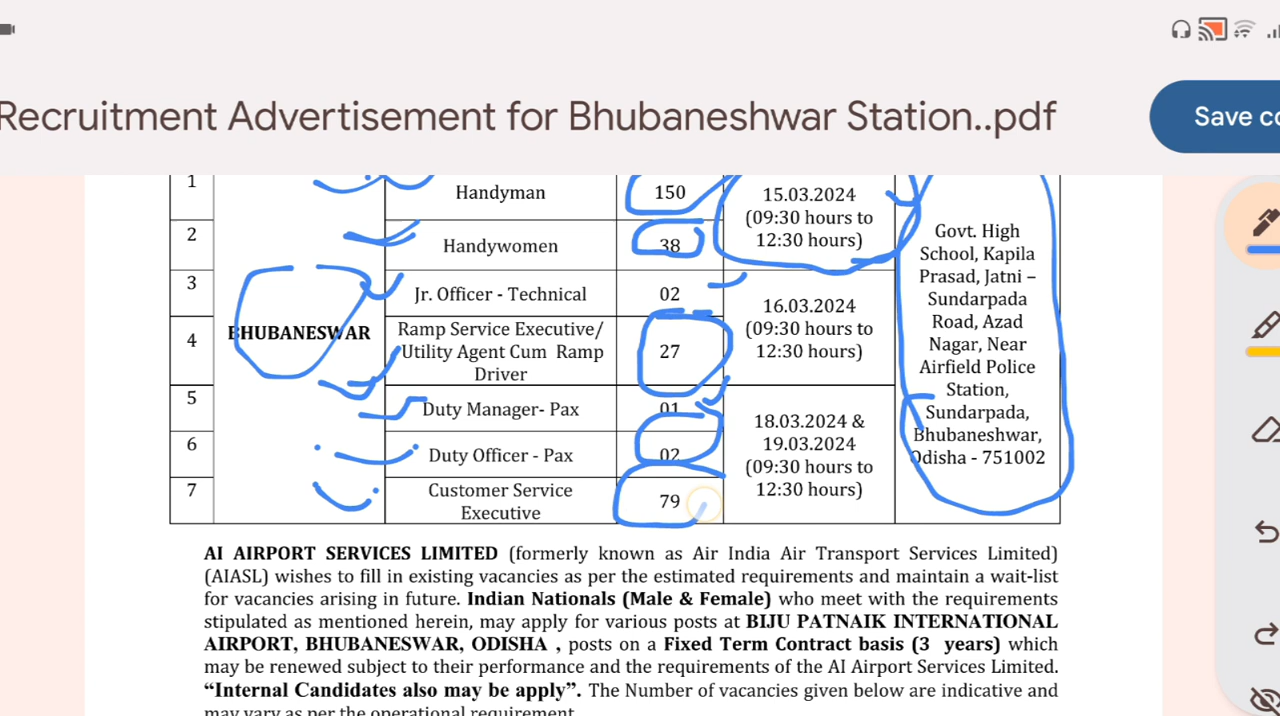 Recruitment Advertisement for Bhubaneshwar Station..pdf
Save co
1
Handyman
150
15.03.2024
(09:30 hours to
12:30 hours)
2
Handywomen
38
3
Jr. Officer - Technical
02
16.03.2024
(09:30 hours to
12:30 hours)
BHUBANESWAR
4
Ramp Service Executive/
Utility Agent Cum Ramp
Driver
27
5
Duty Manager- Pax
01
18.03.2024 &
19.03.2024
(09:30 hours to
12:30 hours)
6
Duty Officer - Pax
02
7
Customer Service
Executive
79
Govt. High
School, Kapila
Prasad, Jatni –
Sundarpada
Road, Azad
Nagar, Near
Airfield Police
Station,
Sundarpada,
Bhubaneshwar,
Odisha - 751002
AI AIRPORT SERVICES LIMITED (formerly known as Air India Air Transport Services Limited)
(AIASL) wishes to fill in existing vacancies as per the estimated requirements and maintain a wait-list
for vacancies arising in future. Indian Nationals (Male & Female) who meet with the requirements
stipulated as mentioned herein, may apply for various posts at BIJU PATNAIK INTERNATIONAL
AIRPORT, BHUBANESWAR, ODISHA , posts on a Fixed Term Contract basis (3 years) which
may be renewed subject to their performance and the requirements of the AI Airport Services Limited.
“Internal Candidates also may be apply”. The Number of vacancies given below are indicative and
may vary as per the operational requirement.